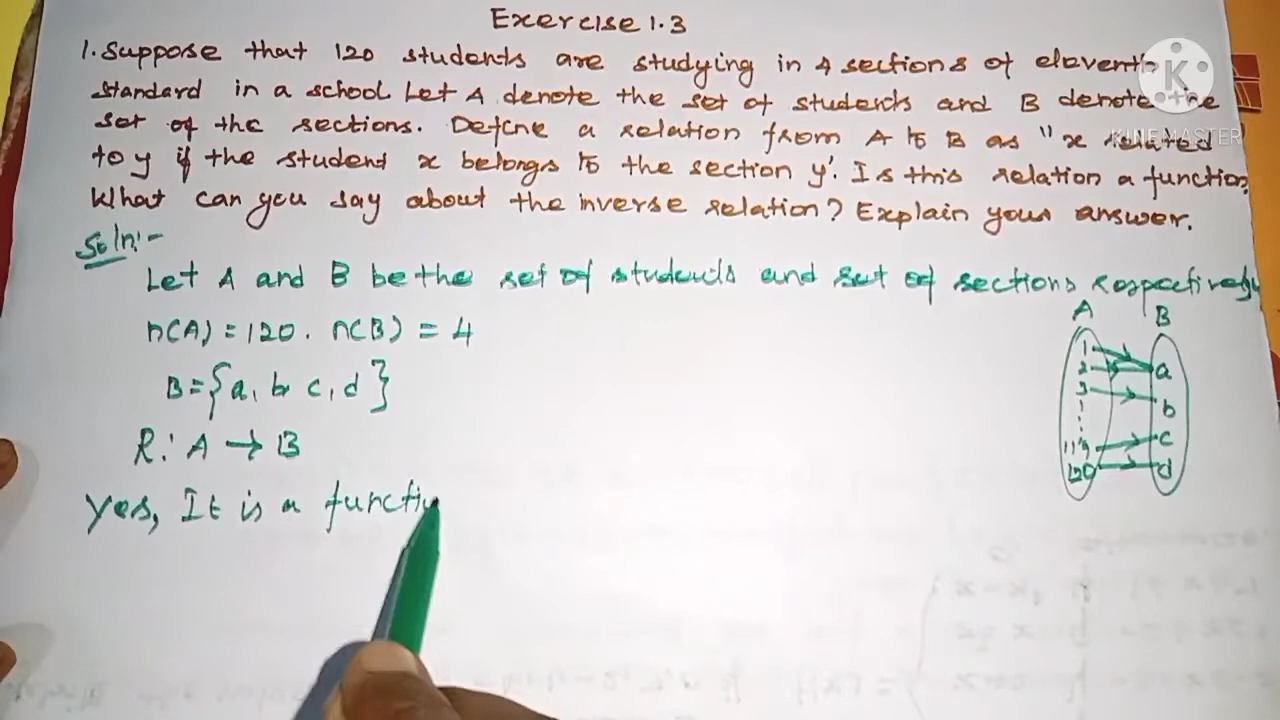 Exercise 1.3
1. Suppose that 120 students are studying in 4 sections of eleventh
standard in a school Let A denote the set of students and B denote the
set of the sections. Define a relation from A to B as "x related
to y if the student x belongs to the section y'. Is this relation a function
What can you say about the inverse relation? Explain your answer.
Soln:-
Let A and B be the set of students and set of sections respectively
n(A) = 120. n(B) = 4
B = {a, b c, d}
R: A → B
Yes, It is a functio
A B
1
2 a
3 b
119 c
120 d
K
KINEMASTER